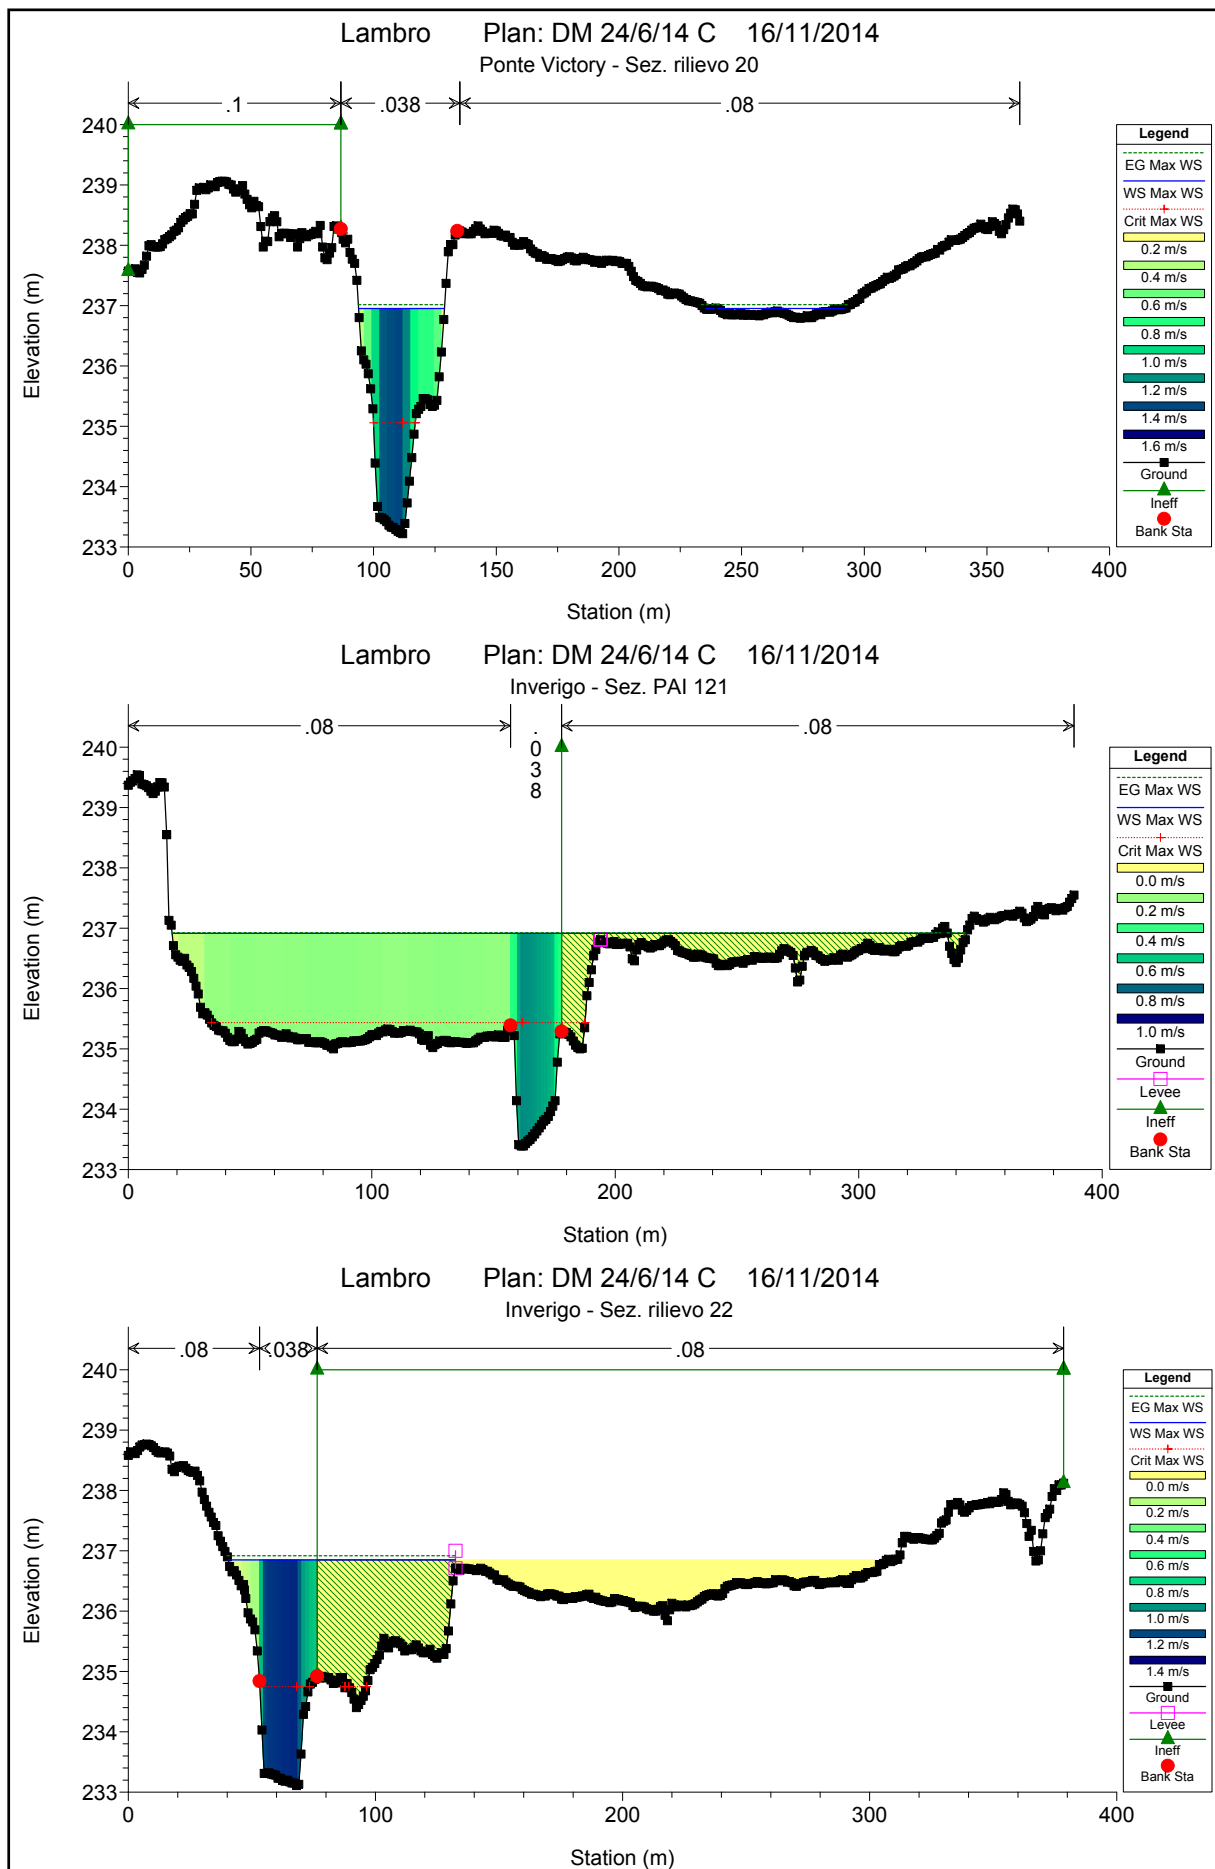 Lambro Plan: DM 24/6/14 C 16/11/2014
Ponte Victory - Sez. rilievo 20
.1 .038 .08
240
239
238
237
236
235
234
233
Elevation (m)
0 50 100 150 200 250 300 350 400
Station (m)
Legend
EG Max WS
WS Max WS
Crit Max WS
0.2 m/s
0.4 m/s
0.6 m/s
0.8 m/s
1.0 m/s
1.2 m/s
1.4 m/s
1.6 m/s
Ground
Ineff
Bank Sta
Lambro Plan: DM 24/6/14 C 16/11/2014
Inverigo - Sez. PAI 121
.08 .038 .08
240
239
238
237
236
235
234
233
Elevation (m)
0 100 200 300 400
Station (m)
Legend
EG Max WS
WS Max WS
Crit Max WS
0.0 m/s
0.2 m/s
0.4 m/s
0.6 m/s
0.8 m/s
1.0 m/s
Ground
Levee
Ineff
Bank Sta
Lambro Plan: DM 24/6/14 C 16/11/2014
Inverigo - Sez. rilievo 22
.08 .038 .08
240
239
238
237
236
235
234
233
Elevation (m)
0 100 200 300 400
Station (m)
Legend
EG Max WS
WS Max WS
Crit Max WS
0.0 m/s
0.2 m/s
0.4 m/s
0.6 m/s
0.8 m/s
1.0 m/s
1.2 m/s
1.4 m/s
Ground
Levee
Ineff
Bank Sta